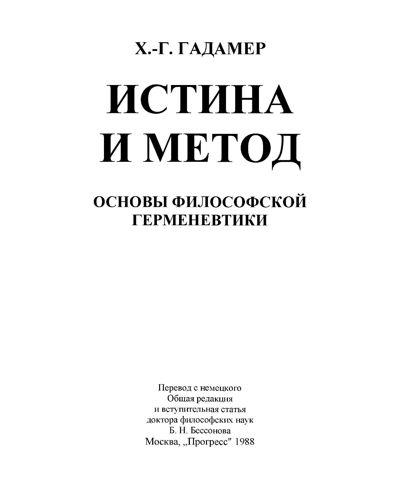 Х.-Г. ГАДАМЕР
ИСТИНА
И МЕТОД
ОСНОВЫ ФИЛОСОФСКОЙ
ГЕРМЕНЕВТИКИ
Перевод с немецкого
Общая редакция
и вступительная статья
доктора философских наук
Б. Н. Бессонова
Москва, „Прогресс" 1988